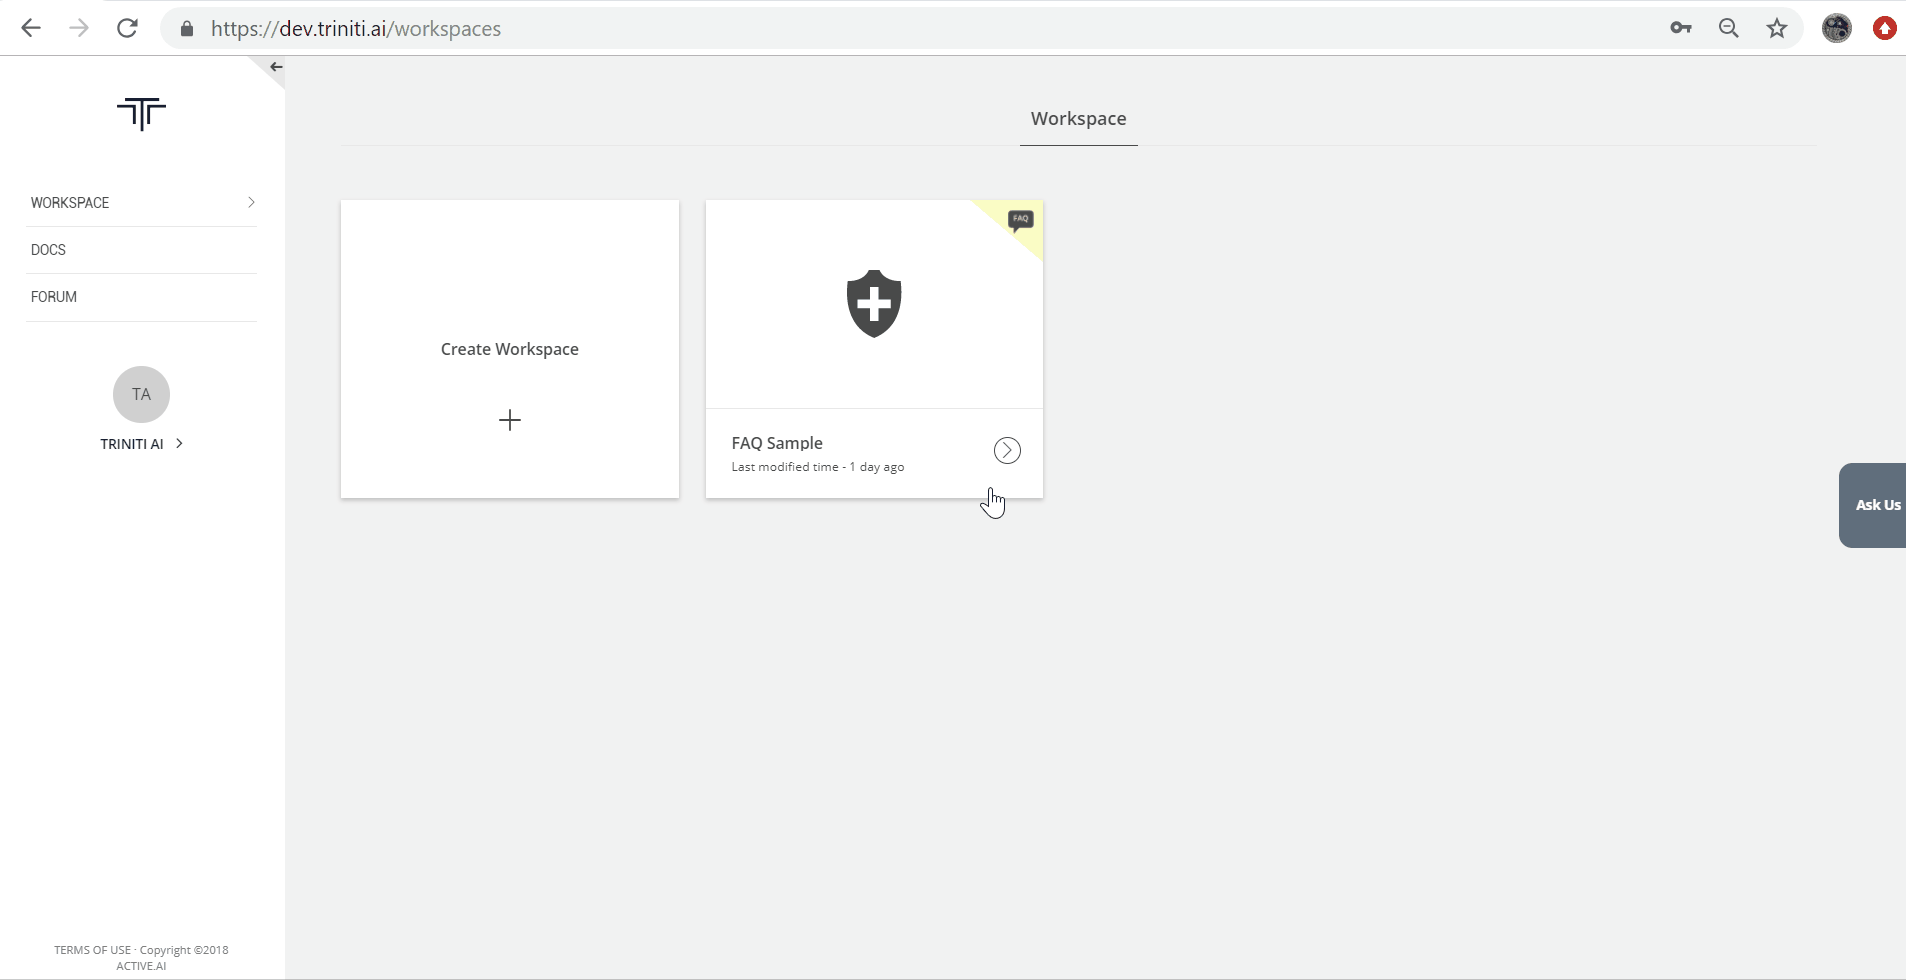 https://dev.triniti.ai/workspaces
WORKSPACE
DOCS
FORUM
TA
TRINITI AI
TERMS OF USE · Copyright ©2018
ACTIVE.AI
Workspace
Create Workspace
FAQ
FAQ Sample
Last modified time - 1 day ago
Ask Us